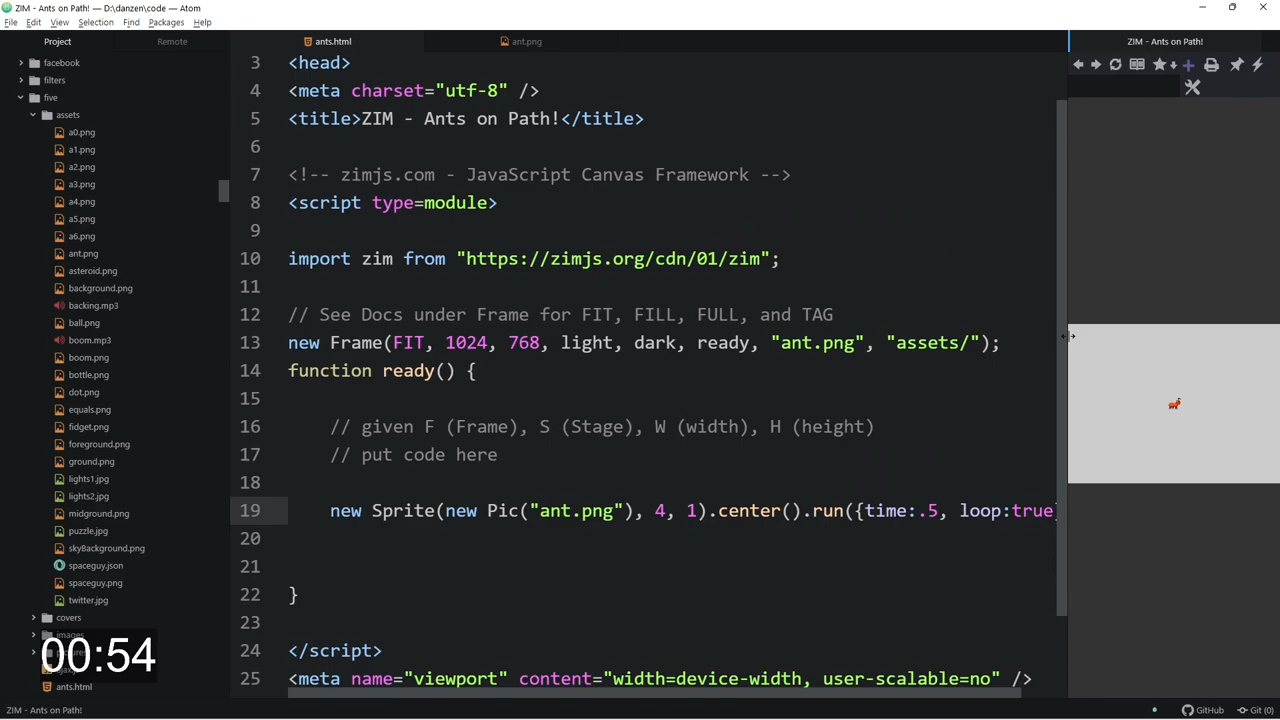 ZIM - Ants on Path! — D:\danzen\code — Atom
File Edit View Selection Find Packages Help
Project Remote
facebook
filters
five
assets
a0.png
a1.png
a2.png
a3.png
a4.png
a5.png
a6.png
ant.png
asteroid.png
background.png
backing.mp3
ball.png
boom.mp3
boom.png
bottle.png
dot.png
equals.png
fidget.png
foreground.png
ground.png
lights1.jpg
lights2.jpg
midground.png
puzzle.jpg
skyBackground.png
spaceguy.json
spaceguy.png
twitter.jpg
covers
images
ants.html
00:54
ants.html ant.png
3 <head>
4 <meta charset="utf-8" />
5 <title>ZIM - Ants on Path!</title>
6
7 <!-- zimjs.com - JavaScript Canvas Framework -->
8 <script type=module>
9
10 import zim from "https://zimjs.org/cdn/01/zim";
11
12 // See Docs under Frame for FIT, FILL, FULL, and TAG
13 new Frame(FIT, 1024, 768, light, dark, ready, "ant.png", "assets/");
14 function ready() {
15
16 // given F (Frame), S (Stage), W (width), H (height)
17 // put code here
18
19 new Sprite(new Pic("ant.png"), 4, 1).center().run({time:.5, loop:true}
20
21
22 }
23
24 </script>
25 <meta name="viewport" content="width=device-width, user-scalable=no" />
ZIM - Ants on Path!
ZIM - Ants on Path!
GitHub
Git (0)